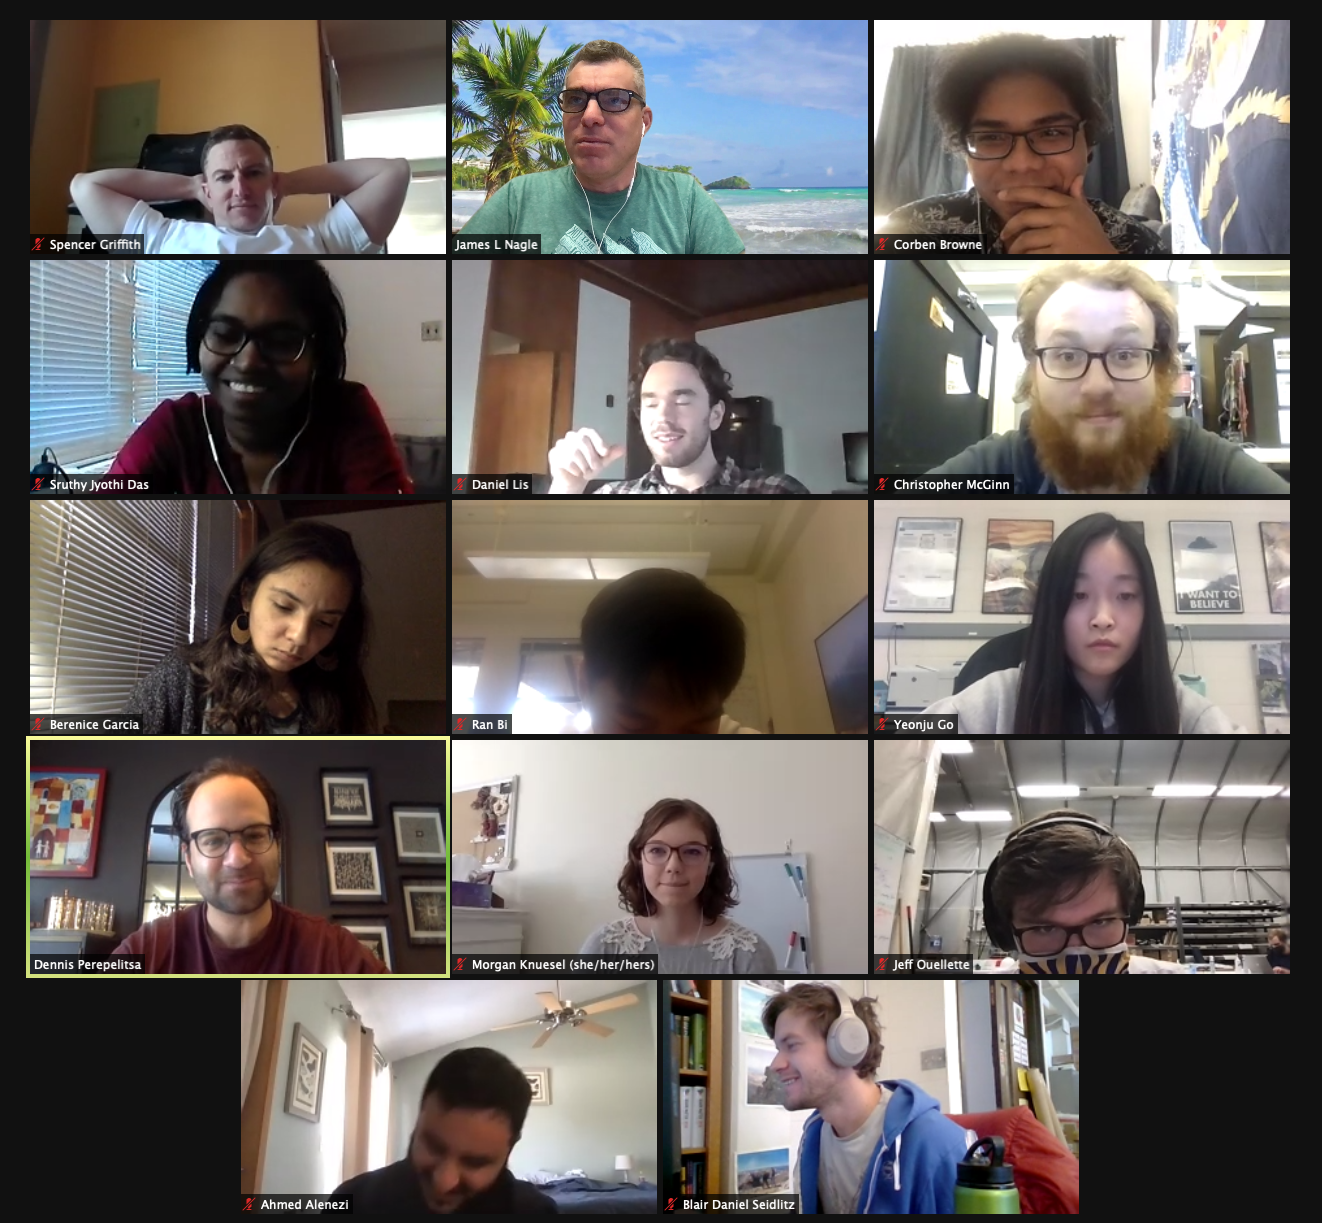 Spencer Griffith
James L Nagle
Corben Browne
Sruthy Jyothi Das
Daniel Lis
Christopher McGinn
I WANT TO
BELIEVE
Berenice Garcia
Ran Bi
Yeonju Go
Dennis Perepelitsa
Morgan Knuesel (she/her/hers)
Jeff Ouellette
Ahmed Alenezi
Blair Daniel Seidlitz